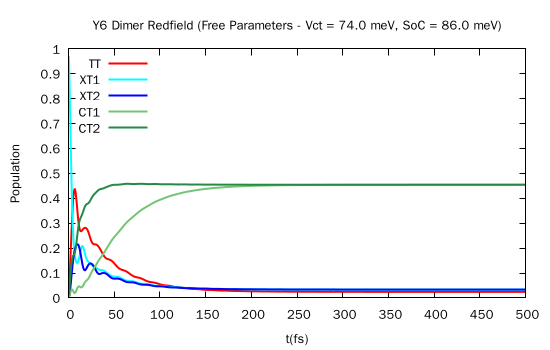 Y6 Dimer Redfield (Free Parameters - Vct = 74.0 meV, SoC = 86.0 meV)
1
0.9
0.8
0.7
0.6
0.5
0.4
0.3
0.2
0.1
0
Population
TT
XT1
XT2
CT1
CT2
0 50 100 150 200 250 300 350 400 450 500
t(fs)